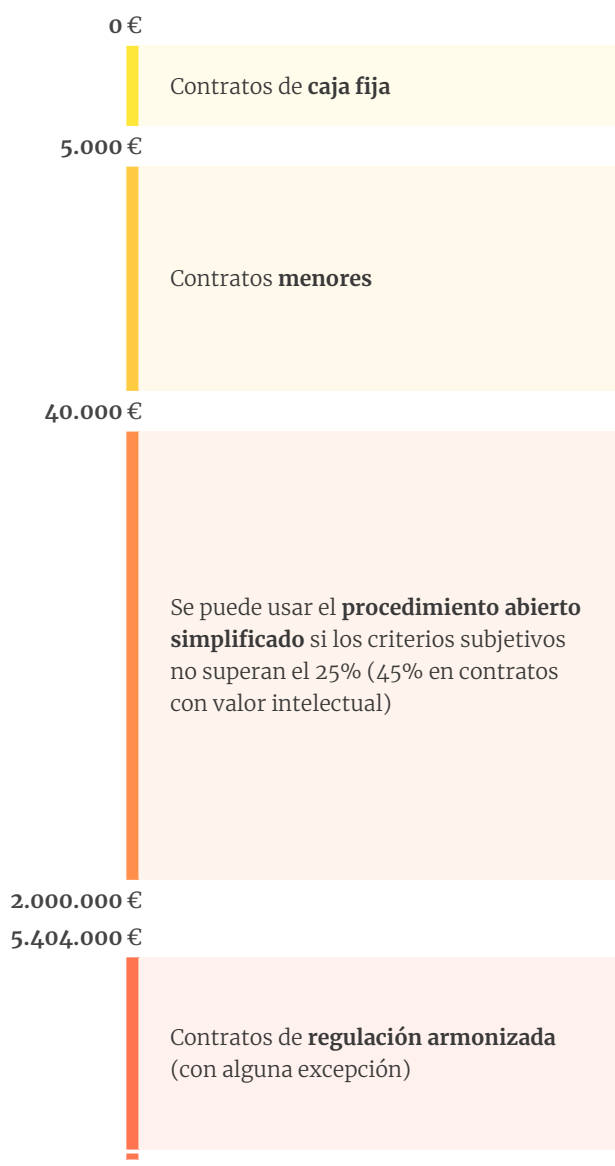 0 €
Contratos de caja fija
5.000 €
Contratos menores
40.000 €
Se puede usar el procedimiento abierto
simplificado si los criterios subjetivos
no superan el 25% (45% en contratos
con valor intelectual)
2.000.000 €
5.404.000 €
Contratos de regulación armonizada
(con alguna excepción)